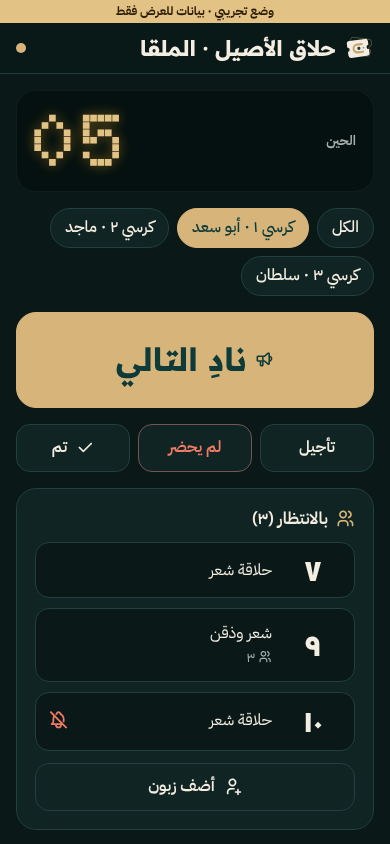 وضع تجريبي · بيانات للعرض فقط
حلاق الأصيل · الملقا
الحين
05
الكل
كرسي ١ · أبو سعد
كرسي ٢ · ماجد
كرسي ٣ · سلطان
نادِ التالي
تأجيل
لم يحضر
تم
بالانتظار (٣)
٧
حلاقة شعر
٩
شعر وذقن
٣
١٠
حلاقة شعر
أضف زبون